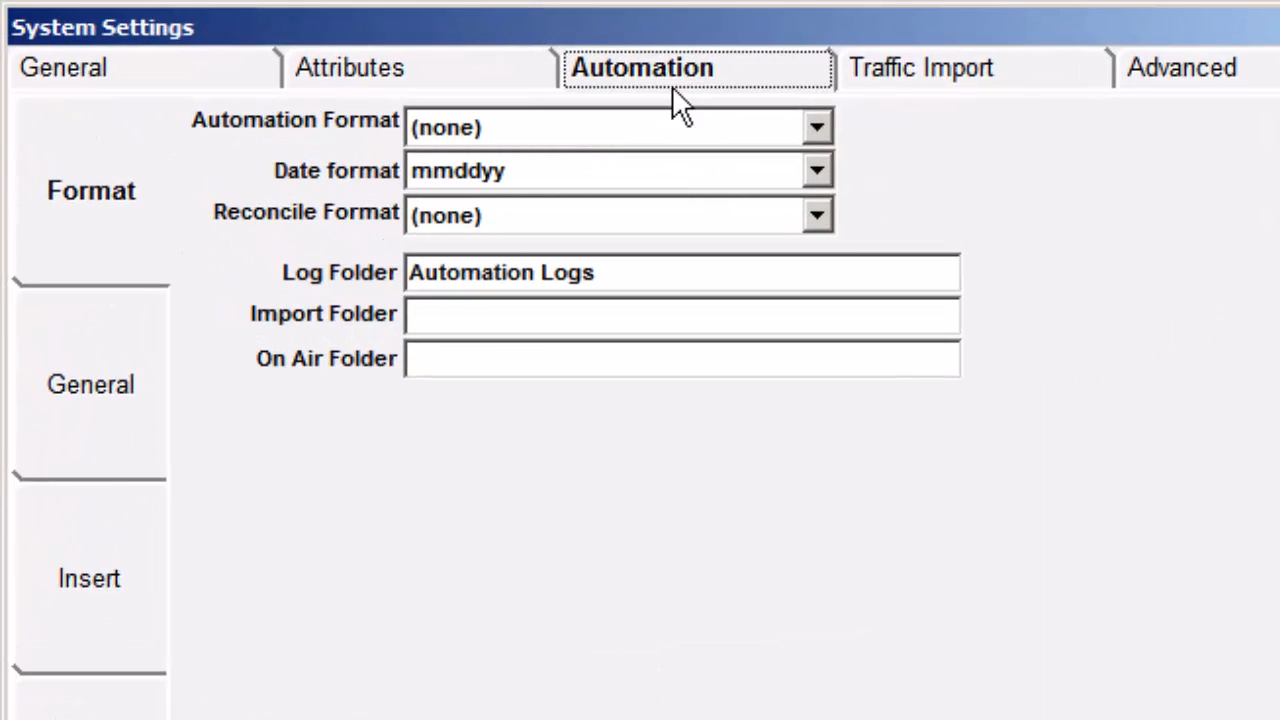 System Settings
General Attributes Automation Traffic Import Advanced
Automation Format (none)
Date format mmddyy
Format
Reconcile Format (none)
Log Folder Automation Logs
Import Folder
On Air Folder
General
Insert